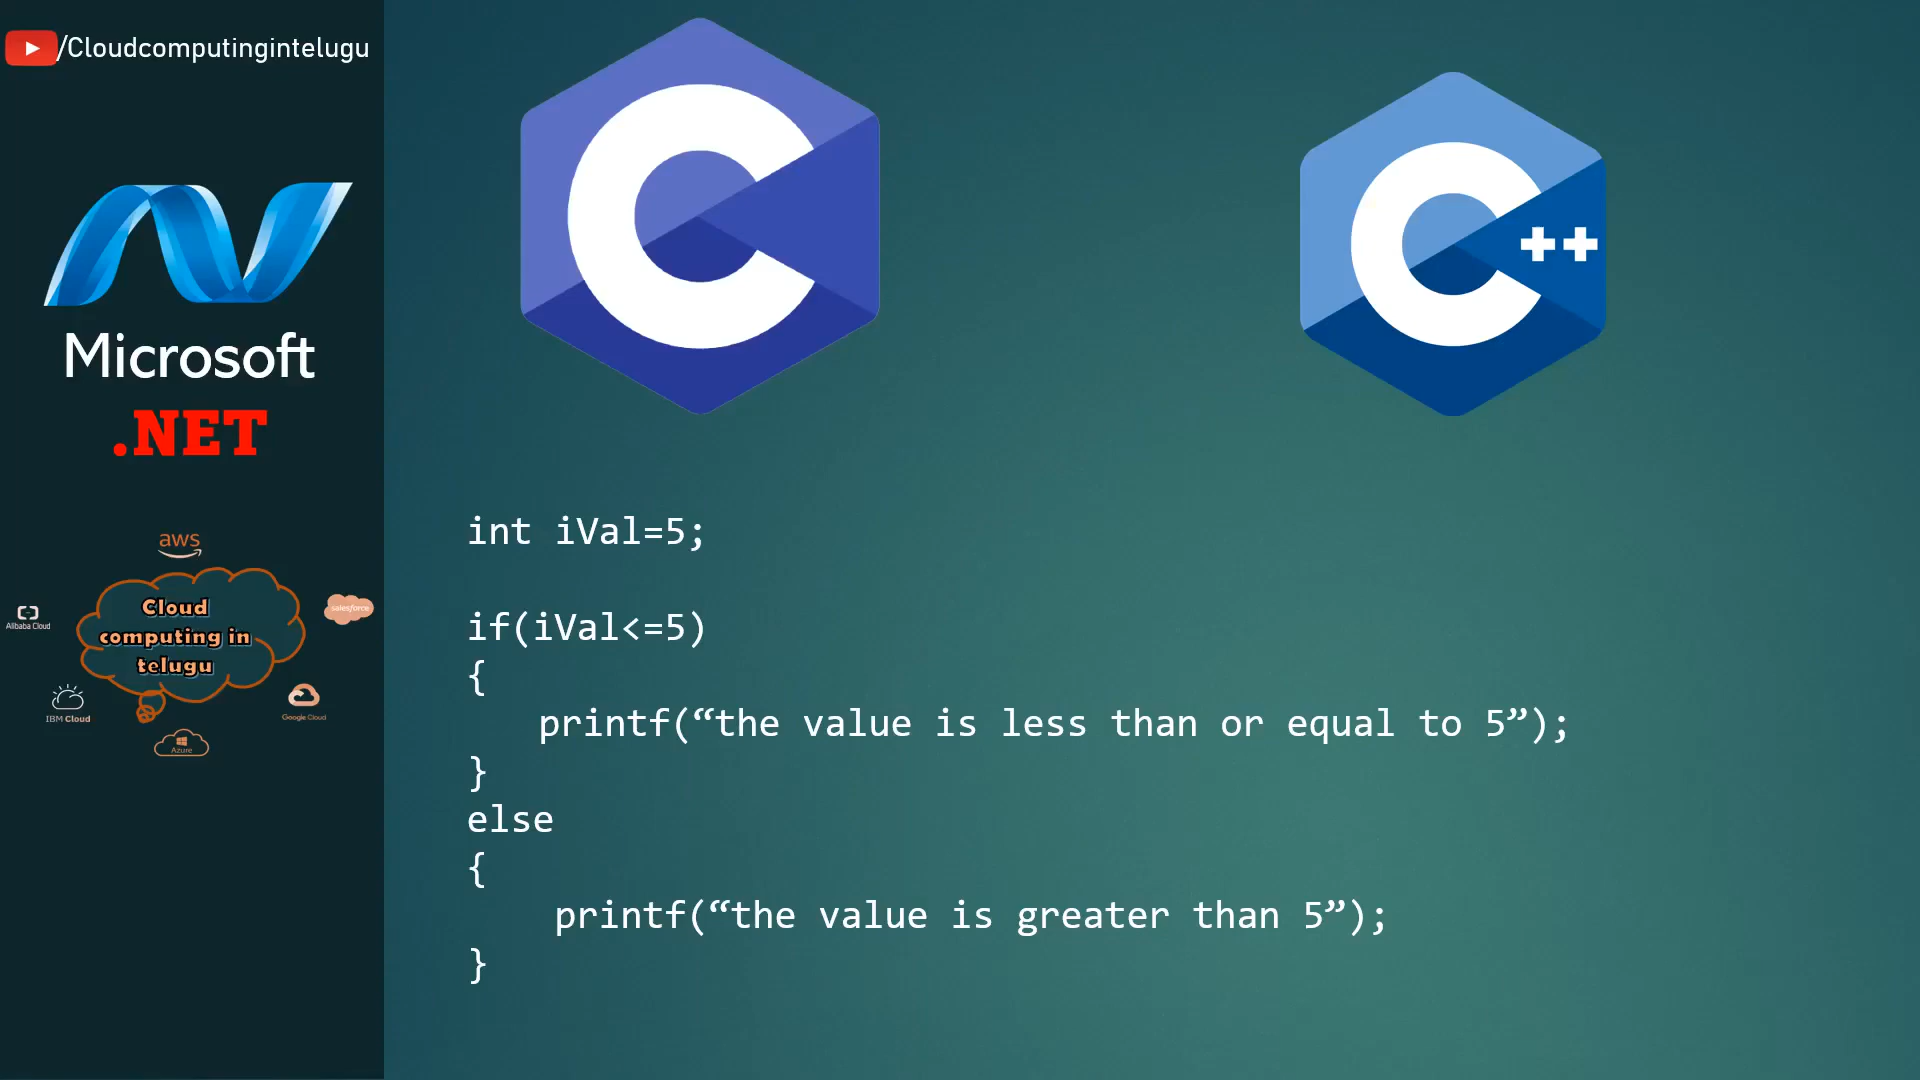 /Cloudcomputingintelugu
Microsoft
.NET
aws
Cloud
computing in
telugu
Alibaba Cloud
salesforce
IBM Cloud
Google Cloud
Azure
C
C++
int iVal=5;
if(iVal<=5)
{
printf(“the value is less than or equal to 5”);
}
else
{
printf(“the value is greater than 5”);
}